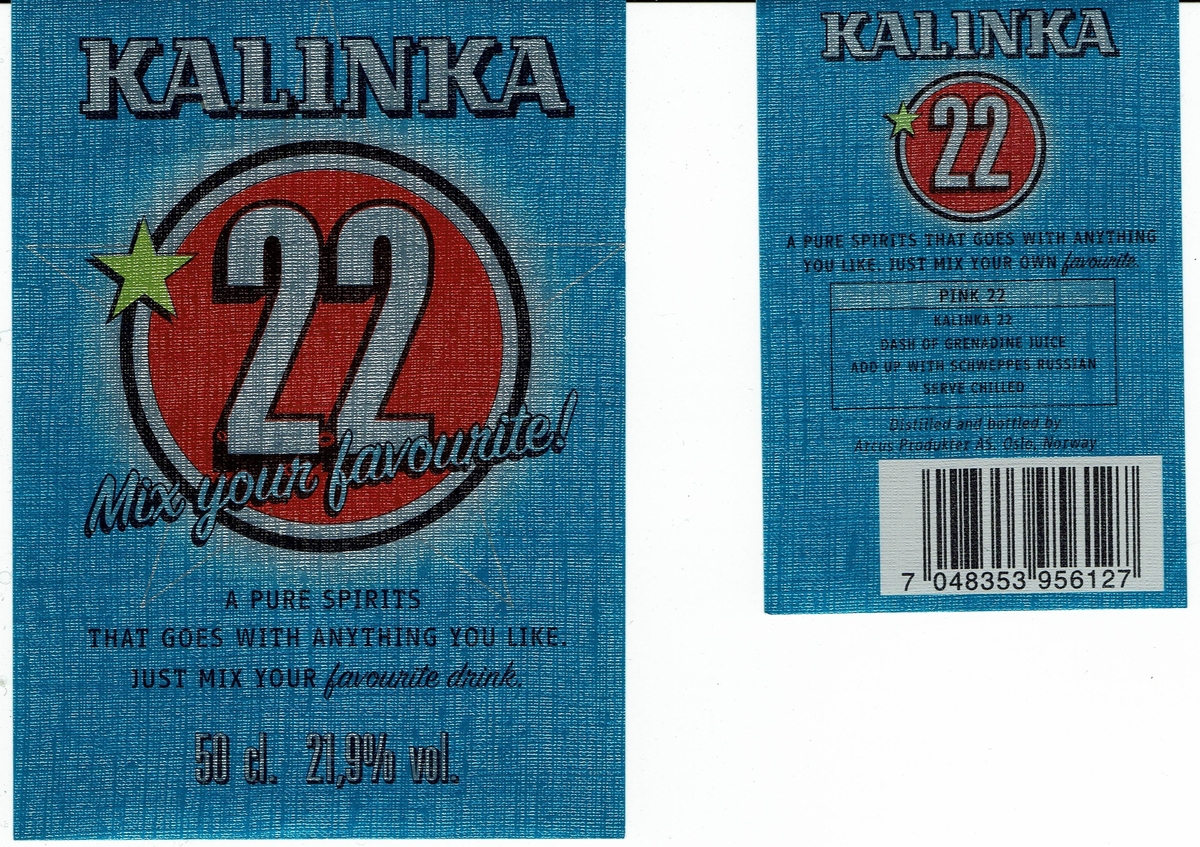 KALINKA
22
Mix your favourite!
A PURE SPIRITS
THAT GOES WITH ANYTHING YOU LIKE.
JUST MIX YOUR favourite drink.
50 cl. 21,9% vol.
KALINKA
22
A PURE SPIRITS THAT GOES WITH ANYTHING
YOU LIKE. JUST MIX YOUR OWN favourite.
PINK 22
KALINKA 22
DASH OF GRENADINE JUICE
ADD UP WITH SCHWEPPES RUSSIAN
SERVE CHILLED
Distilled and bottled by
Arcus Produkter AS. Oslo, Norway
7 048353 956127